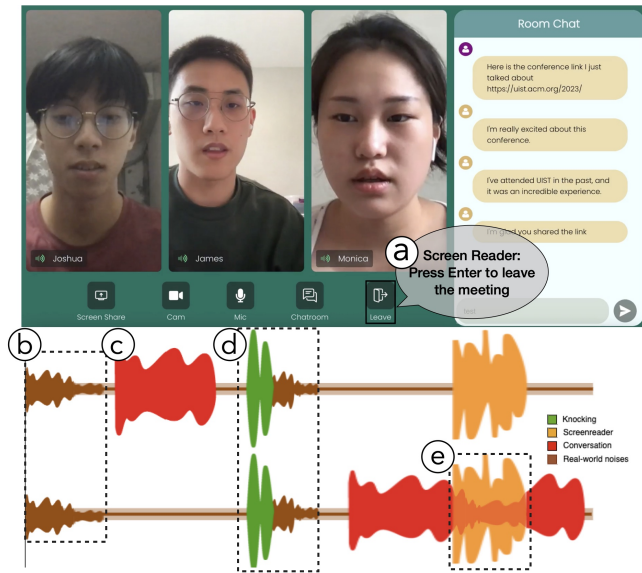 Room Chat
Here is the conference link I just
talked about
https://uist.acm.org/2023/
I'm really excited about this
conference.
I've attended UIST in the past, and
it was an incredible experience.
I'm glad you shared the link
Joshua
James
Monica
a
Screen Reader:
Press Enter to leave
the meeting
Screen Share
Cam
Mic
Chatroom
Leave
b
c
d
e
Knocking
Screenreader
Conversation
Real-world noises